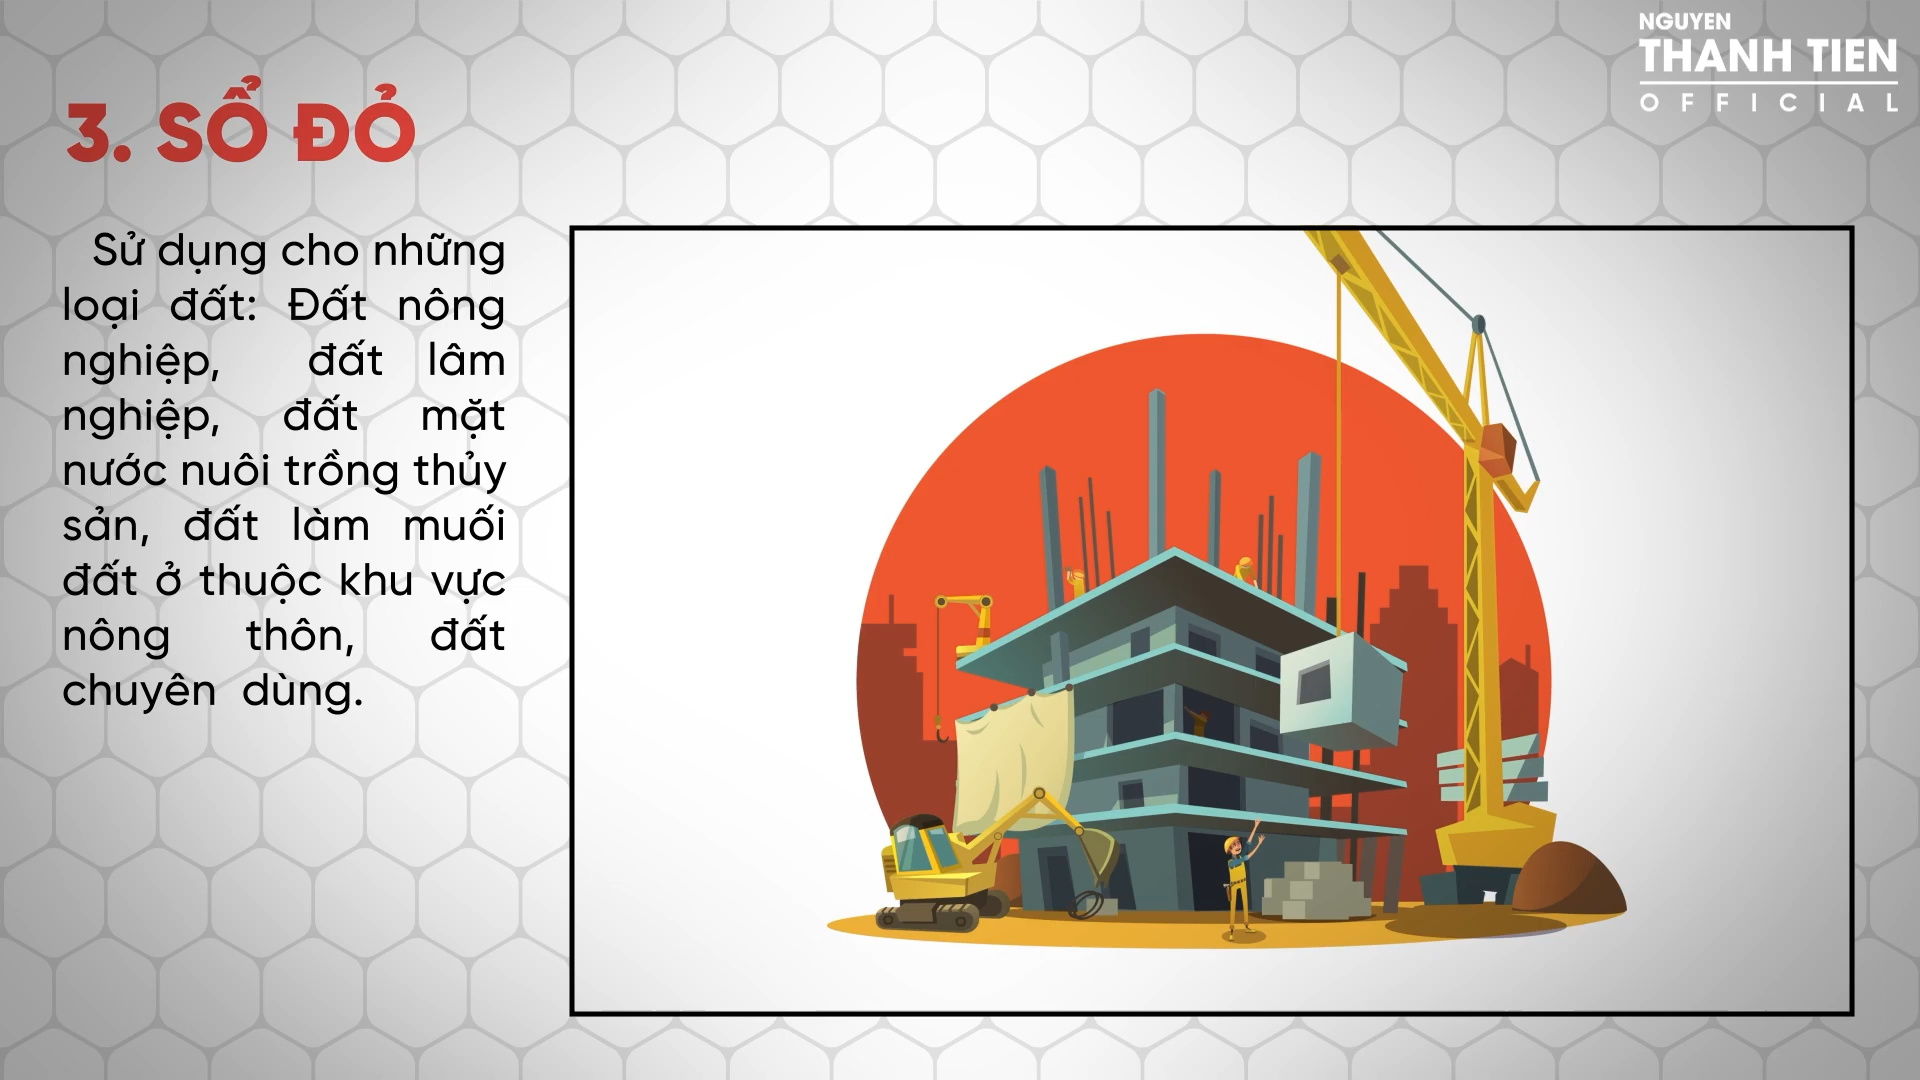 NGUYEN
THANH TIEN
OFFICIAL
3. SỔ ĐỎ
Sử dụng cho những
loại đất: Đất nông
nghiệp, đất lâm
nghiệp, đất mặt
nước nuôi trồng thủy
sản, đất làm muối
đất ở thuộc khu vực
nông thôn, đất
chuyên dùng.